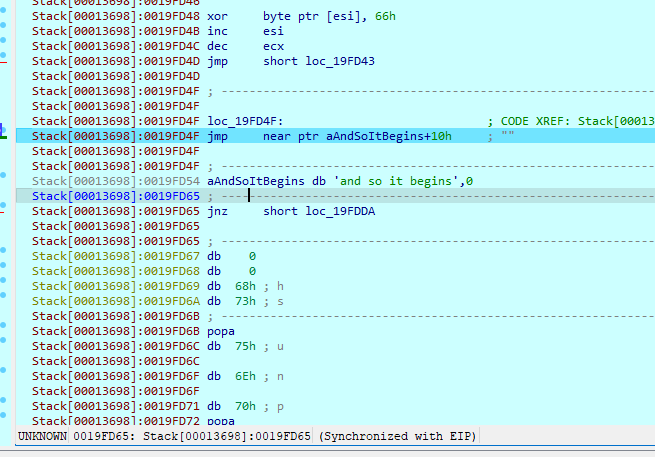 Stack[00013698]:0019FD46
Stack[00013698]:0019FD48 xor byte ptr [esi], 66h
Stack[00013698]:0019FD4B inc esi
Stack[00013698]:0019FD4C dec ecx
Stack[00013698]:0019FD4D jmp short loc_19FD43
Stack[00013698]:0019FD4D
Stack[00013698]:0019FD4F ; ---------------------------------------------------------------
Stack[00013698]:0019FD4F
Stack[00013698]:0019FD4F loc_19FD4F: ; CODE XREF: Stack[00013
Stack[00013698]:0019FD4F jmp near ptr aAndSoItBegins+10h ; ""
Stack[00013698]:0019FD4F
Stack[00013698]:0019FD4F ; ---------------------------------------------------------------
Stack[00013698]:0019FD54 aAndSoItBegins db 'and so it begins',0
Stack[00013698]:0019FD65 ; ---------------------------------------------------------------
Stack[00013698]:0019FD65 jnz short loc_19FDDA
Stack[00013698]:0019FD65
Stack[00013698]:0019FD65 ; ---------------------------------------------------------------
Stack[00013698]:0019FD67 db 0
Stack[00013698]:0019FD68 db 0
Stack[00013698]:0019FD69 db 68h ; h
Stack[00013698]:0019FD6A db 73h ; s
Stack[00013698]:0019FD6B ; ---------------------------------------------------------------
Stack[00013698]:0019FD6B popa
Stack[00013698]:0019FD6C db 75h ; u
Stack[00013698]:0019FD6C
Stack[00013698]:0019FD6F db 6Eh ; n
Stack[00013698]:0019FD6F
Stack[00013698]:0019FD71 db 70h ; p
Stack[00013698]:0019FD72 popa
UNKNOWN 0019FD65: Stack[00013698]:0019FD65 (Synchronized with EIP)